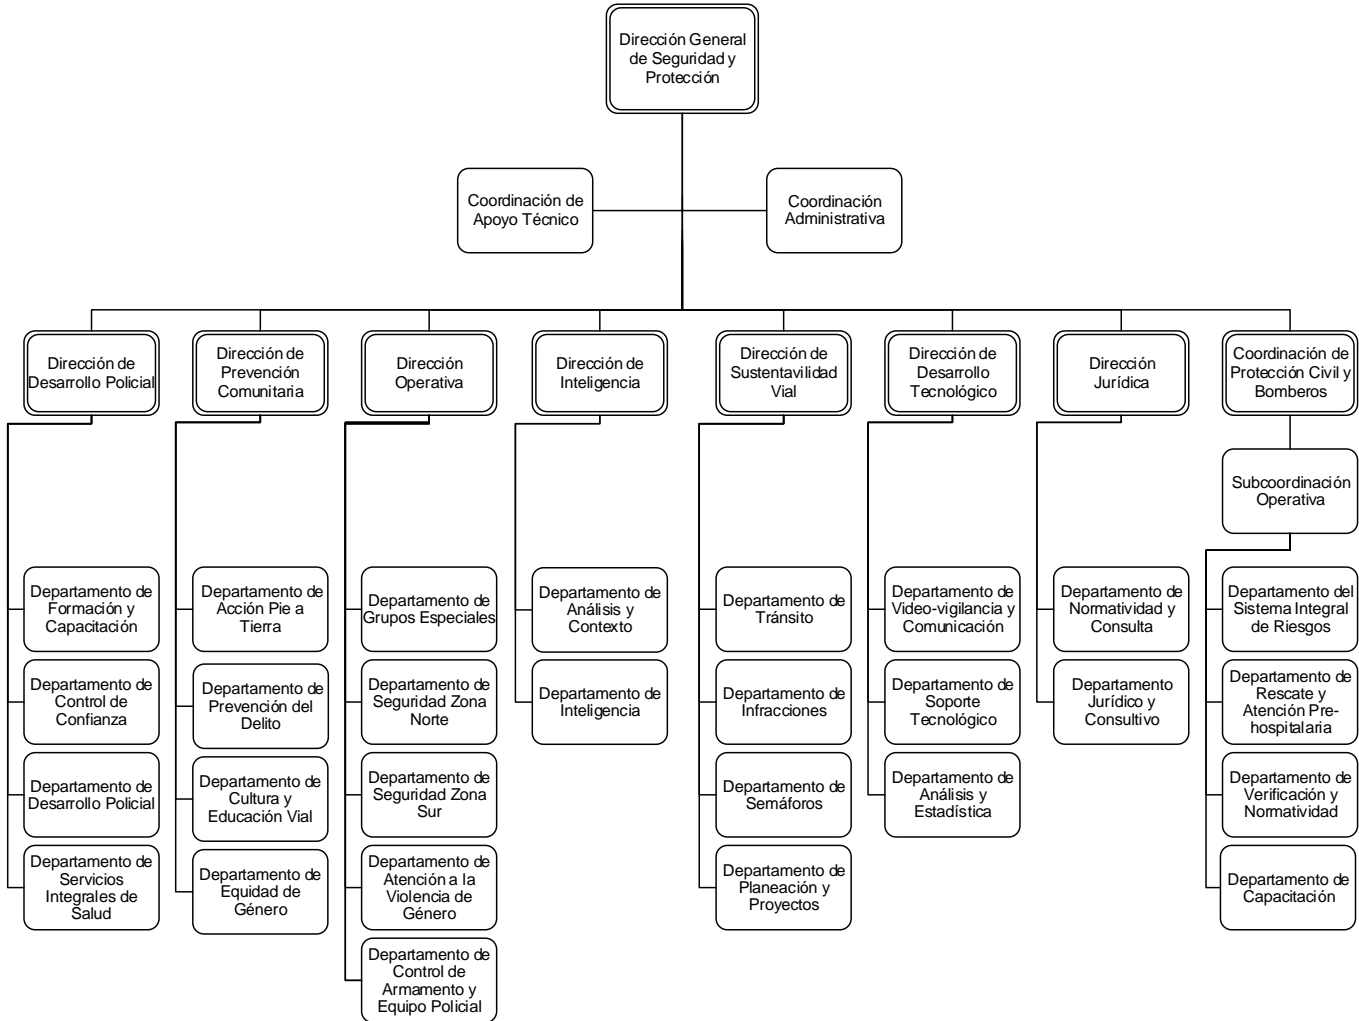 Dirección General
de Seguridad y
Protección
Coordinación de
Apoyo Técnico
Coordinación
Administrativa
Dirección de
Desarrollo Policial
Dirección de
Prevención
Comunitaria
Dirección
Operativa
Dirección de
Inteligencia
Dirección de
Sustentavilidad
Vial
Dirección de
Desarrollo
Tecnológico
Dirección
Jurídica
Coordinación de
Protección Civil y
Bomberos
Subcoordinación
Operativa
Departamento de
Formación y
Capacitación
Departamento de
Control de
Confianza
Departamento de
Desarrollo Policial
Departamento de
Servicios
Integrales de
Salud
Departamento de
Acción Pie a
Tierra
Departamento de
Prevención del
Delito
Departamento de
Cultura y
Educación Vial
Departamento de
Equidad de
Género
Departamento de
Grupos Especiales
Departamento de
Seguridad Zona
Norte
Departamento de
Seguridad Zona
Sur
Departamento de
Atención a la
Violencia de
Género
Departamento de
Control de
Armamento y
Equipo Policial
Departamento de
Análisis y
Contexto
Departamento de
Inteligencia
Departamento de
Tránsito
Departamento de
Infracciones
Departamento de
Semáforos
Departamento de
Planeación y
Proyectos
Departamento de
Video-vigilancia y
Comunicación
Departamento de
Soporte
Tecnológico
Departamento de
Análisis y
Estadística
Departamento de
Normatividad y
Consulta
Departamento
Jurídico y
Consultivo
Departamento del
Sistema Integral
de Riesgos
Departamento de
Rescate y
Atención Pre-
hospitalaria
Departamento de
Verificación y
Normatividad
Departamento de
Capacitación